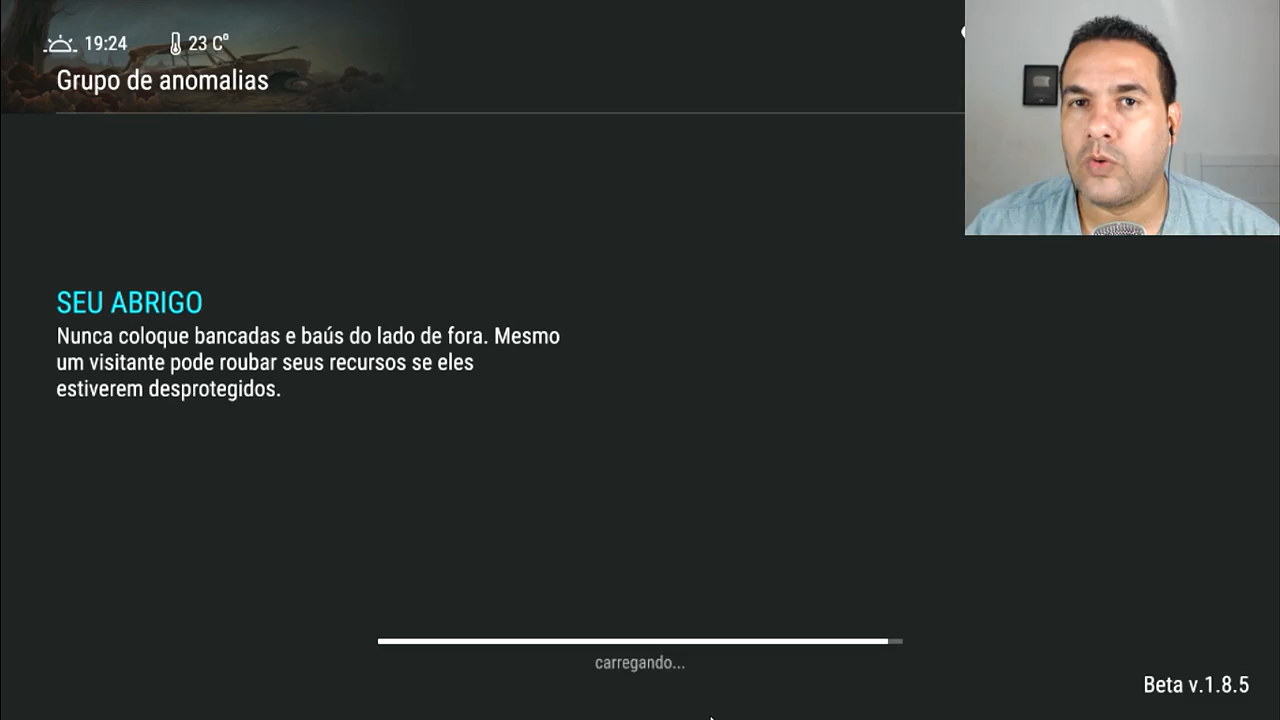 19:24 23 Cº
Grupo de anomalias
SEU ABRIGO
Nunca coloque bancadas e baús do lado de fora. Mesmo
um visitante pode roubar seus recursos se eles
estiverem desprotegidos.
carregando...
Beta v.1.8.5